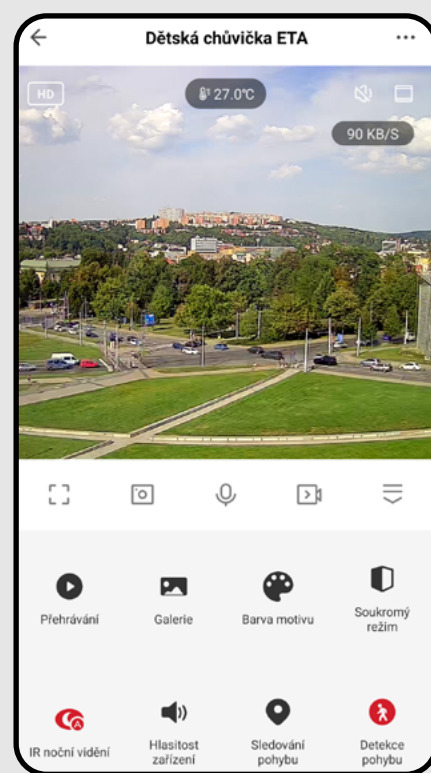 Dětská chůvička ETA
HD
27.0℃
90 KB/S
Přehrávání
Galerie
Barva motivu
Soukromý
režim
A
IR noční vidění
Hlasitost
zařízení
Sledování
pohybu
Detekce
pohybu